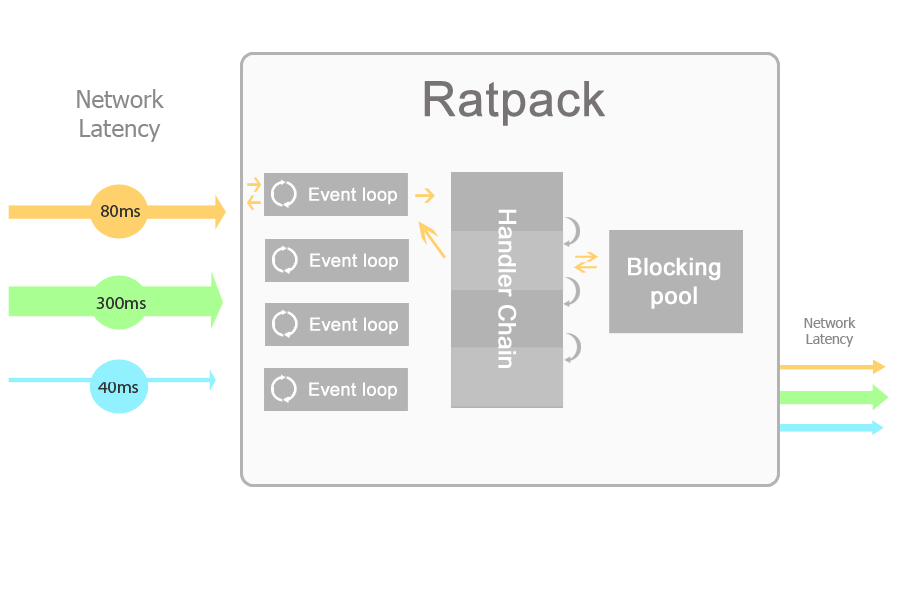 Ratpack
Network
Latency
80ms
300ms
40ms
Event loop
Event loop
Event loop
Event loop
Handler Chain
Blocking
pool
Network
Latency